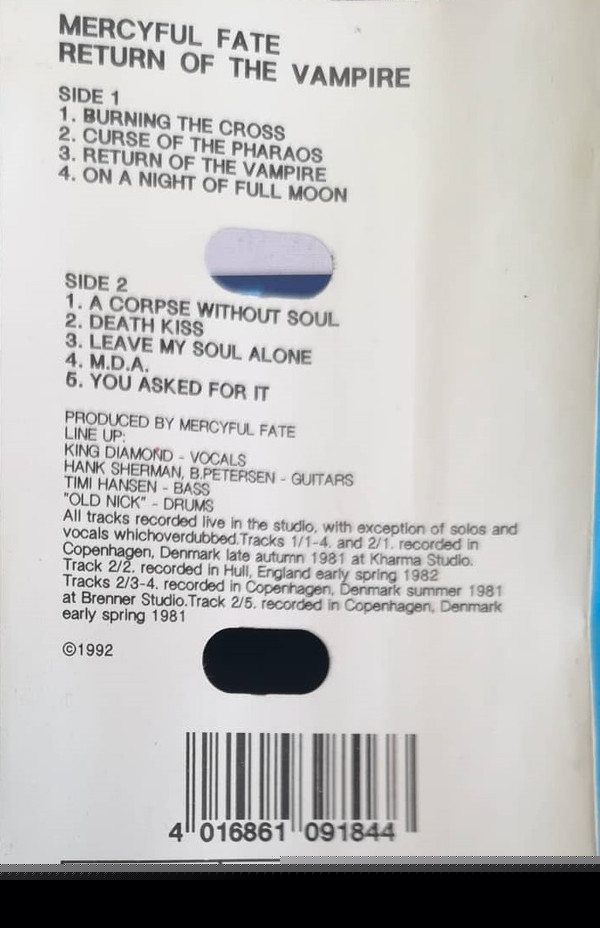 MERCYFUL FATE
RETURN OF THE VAMPIRE
SIDE 1
1. BURNING THE CROSS
2. CURSE OF THE PHARAOS
3. RETURN OF THE VAMPIRE
4. ON A NIGHT OF FULL MOON
SIDE 2
1. A CORPSE WITHOUT SOUL
2. DEATH KISS
3. LEAVE MY SOUL ALONE
4. M.D.A.
5. YOU ASKED FOR IT
PRODUCED BY MERCYFUL FATE
LINE UP:
KING DIAMOND - VOCALS
HANK SHERMAN, B.PETERSEN - GUITARS
TIMI HANSEN - BASS
"OLD NICK" - DRUMS
All tracks recorded live in the studio, with exception of solos and
vocals whichoverdubbed.Tracks 1/1-4. and 2/1. recorded in
Copenhagen, Denmark late autumn 1981 at Kharma Studio.
Track 2/2. recorded in Hull, England early spring 1982
Tracks 2/3-4. recorded in Copenhagen, Denmark summer 1981
at Brenner Studio.Track 2/5. recorded in Copenhagen, Denmark
early spring 1981
©1992
4 016861 091844